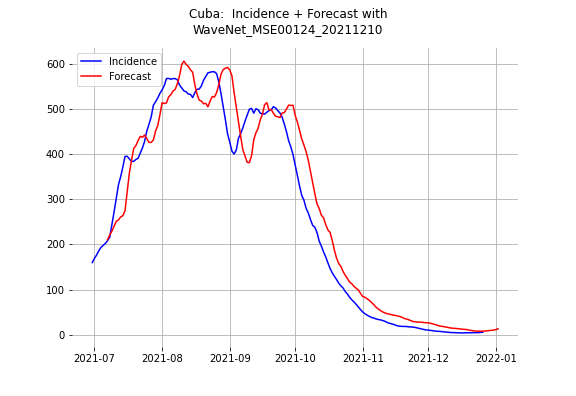 Cuba:  Incidence + Forecast with
WaveNet_MSE00124_20211210
Incidence
Forecast
600
500
400
300
200
100
0
2021-07 2021-08 2021-09 2021-10 2021-11 2021-12 2022-01